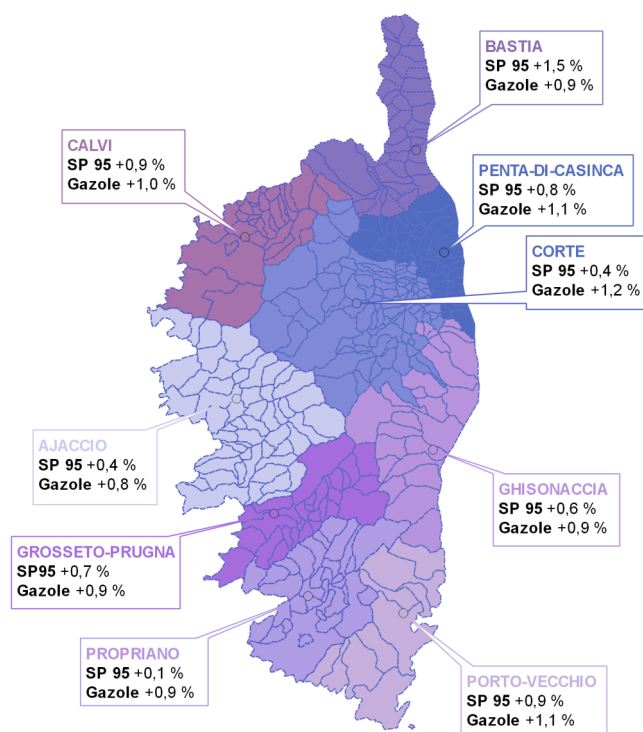 BASTIA
SP 95 +1,5 %
Gazole +0,9 %
CALVI
SP 95 +0,9 %
Gazole +1,0 %
PENTA-DI-CASINCA
SP 95 +0,8 %
Gazole +1,1 %
CORTE
SP 95 +0,4 %
Gazole +1,2 %
AJACCIO
SP 95 +0,4 %
Gazole +0,8 %
GHISONACCIA
SP 95 +0,6 %
Gazole +0,9 %
GROSSETO-PRUGNA
SP95 +0,7 %
Gazole +0,9 %
PROPRIANO
SP 95 +0,1 %
Gazole +0,9 %
PORTO-VECCHIO
SP 95 +0,9 %
Gazole +1,1 %